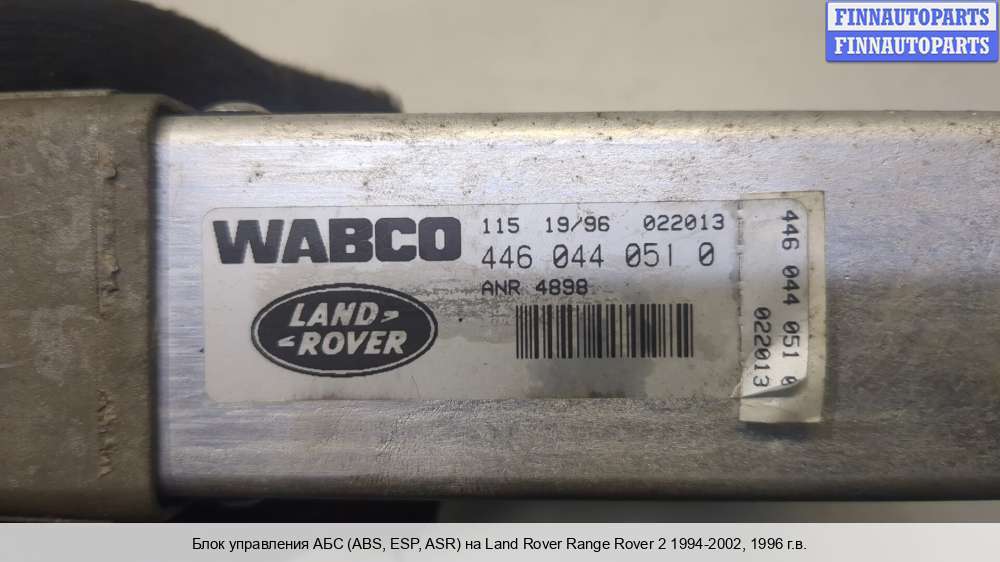 FINNAUTOPARTS
FINNAUTOPARTS
WABCO
115 19/96 022013
446 044 051 0
ANR 4898
LAND
ROVER
446 044 051 0
022013
Блок управления АБС (ABS, ESP, ASR) на Land Rover Range Rover 2 1994-2002, 1996 г.в.